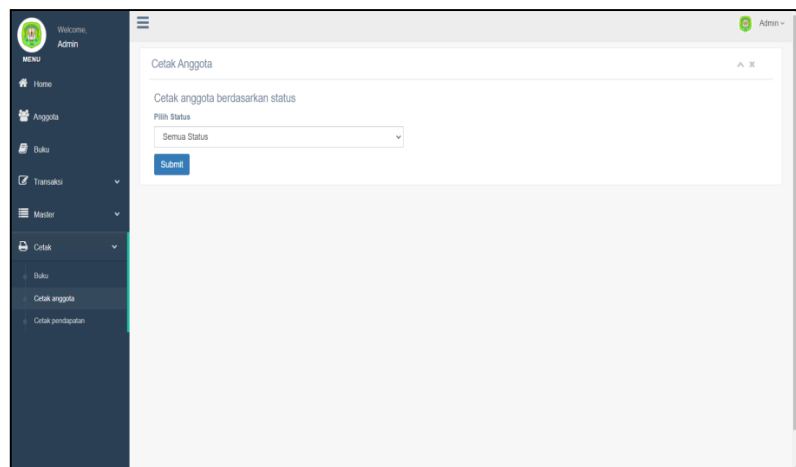 Welcome,
Admin
MENU
Home
Anggota
Buku
Transaksi
Master
Cetak
Buku
Cetak anggota
Cetak pendapatan
Admin
Cetak Anggota
Cetak anggota berdasarkan status
Pilih Status
Semua Status
Submit